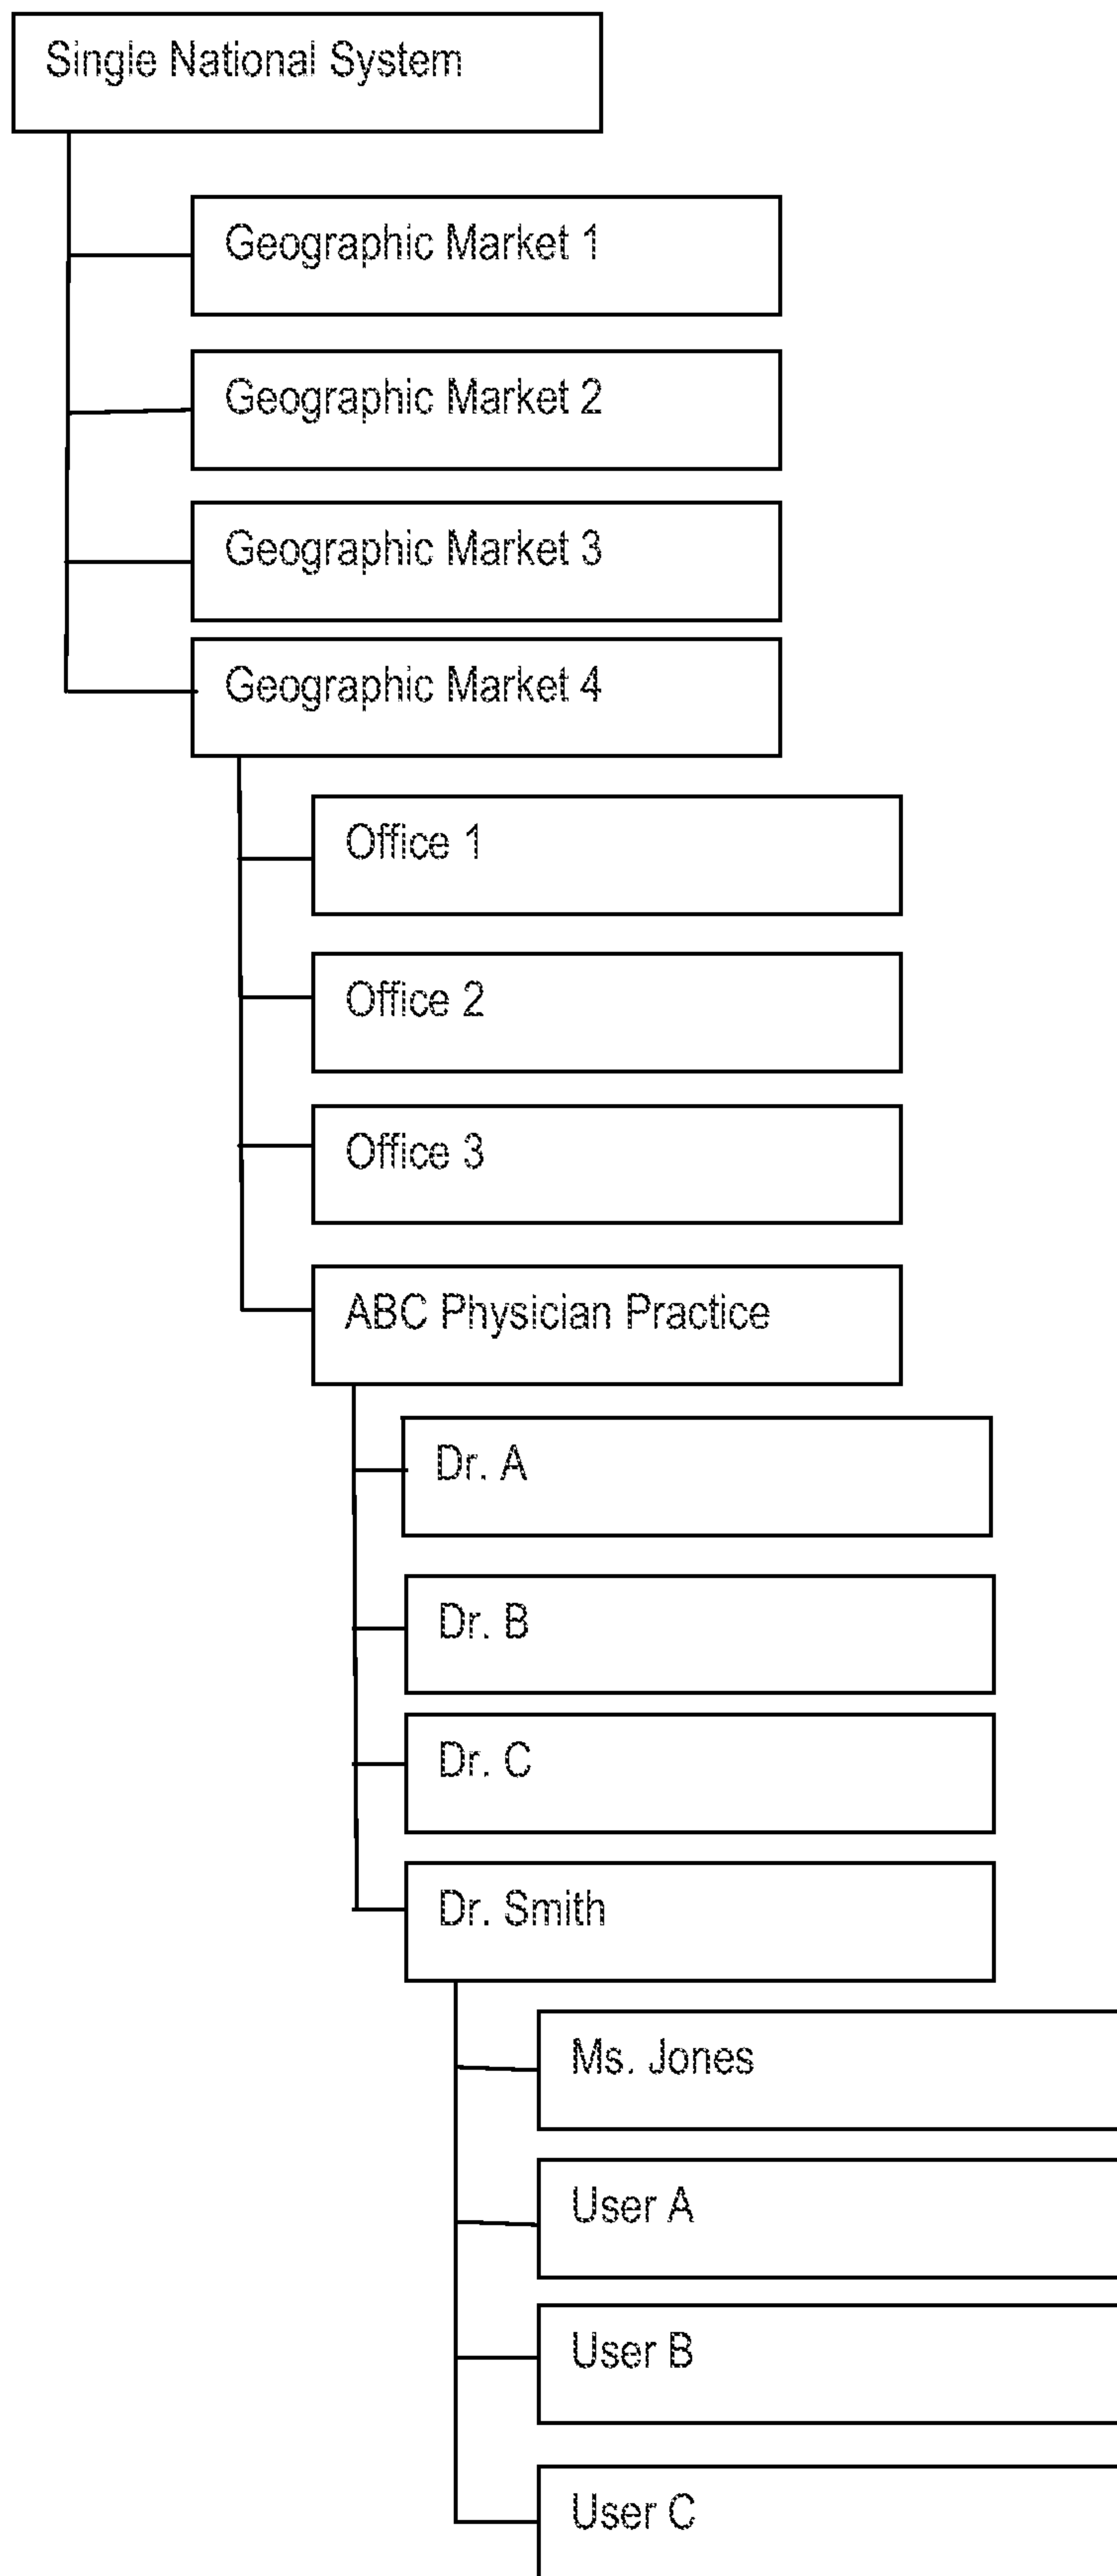 Single National System
Geographic Market 1
Geographic Market 2
Geographic Market 3
Geographic Market 4
Office 1
Office 2
Office 3
ABC Physician Practice
Dr. A
Dr. B
Dr. C
Dr. Smith
Ms. Jones
User A
User B
User C